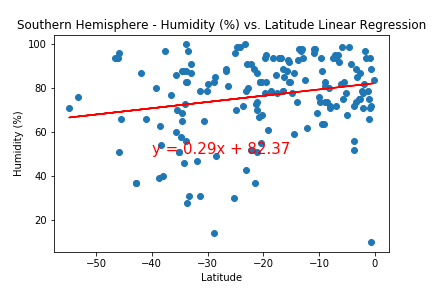 Southern Hemisphere - Humidity (%) vs. Latitude Linear Regression
100
80
60
40
20
Humidity (%)
y = 0.29x + 82.37
−50
−40
−30
−20
−10
0
Latitude